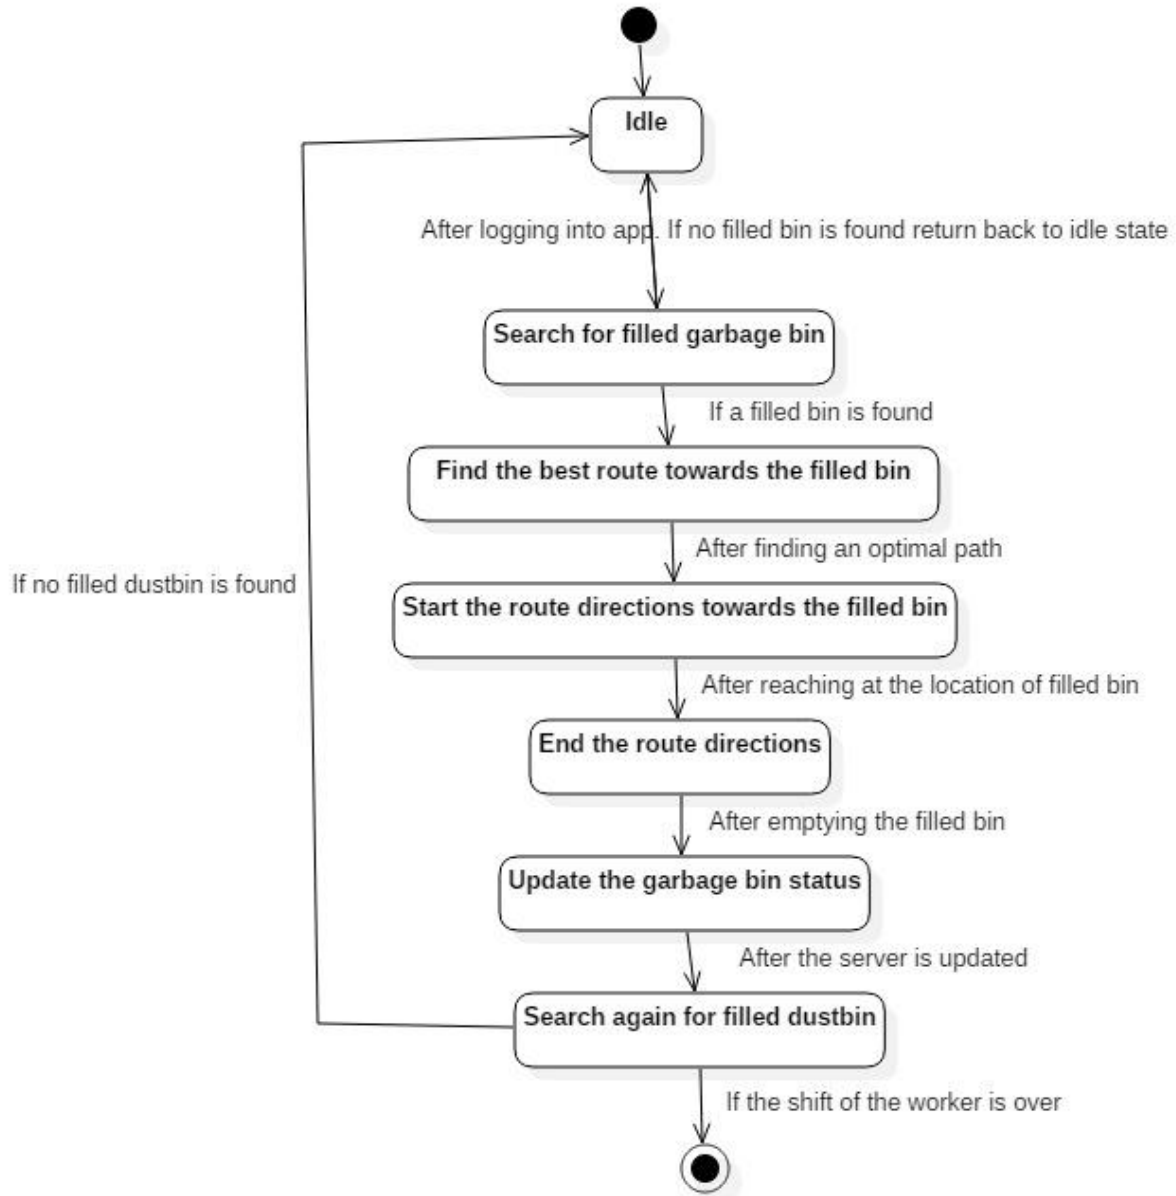 Idle
After logging into app. If no filled bin is found return back to idle state
Search for filled garbage bin
If a filled bin is found
Find the best route towards the filled bin
After finding an optimal path
If no filled dustbin is found
Start the route directions towards the filled bin
After reaching at the location of filled bin
End the route directions
After emptying the filled bin
Update the garbage bin status
After the server is updated
Search again for filled dustbin
If the shift of the worker is over